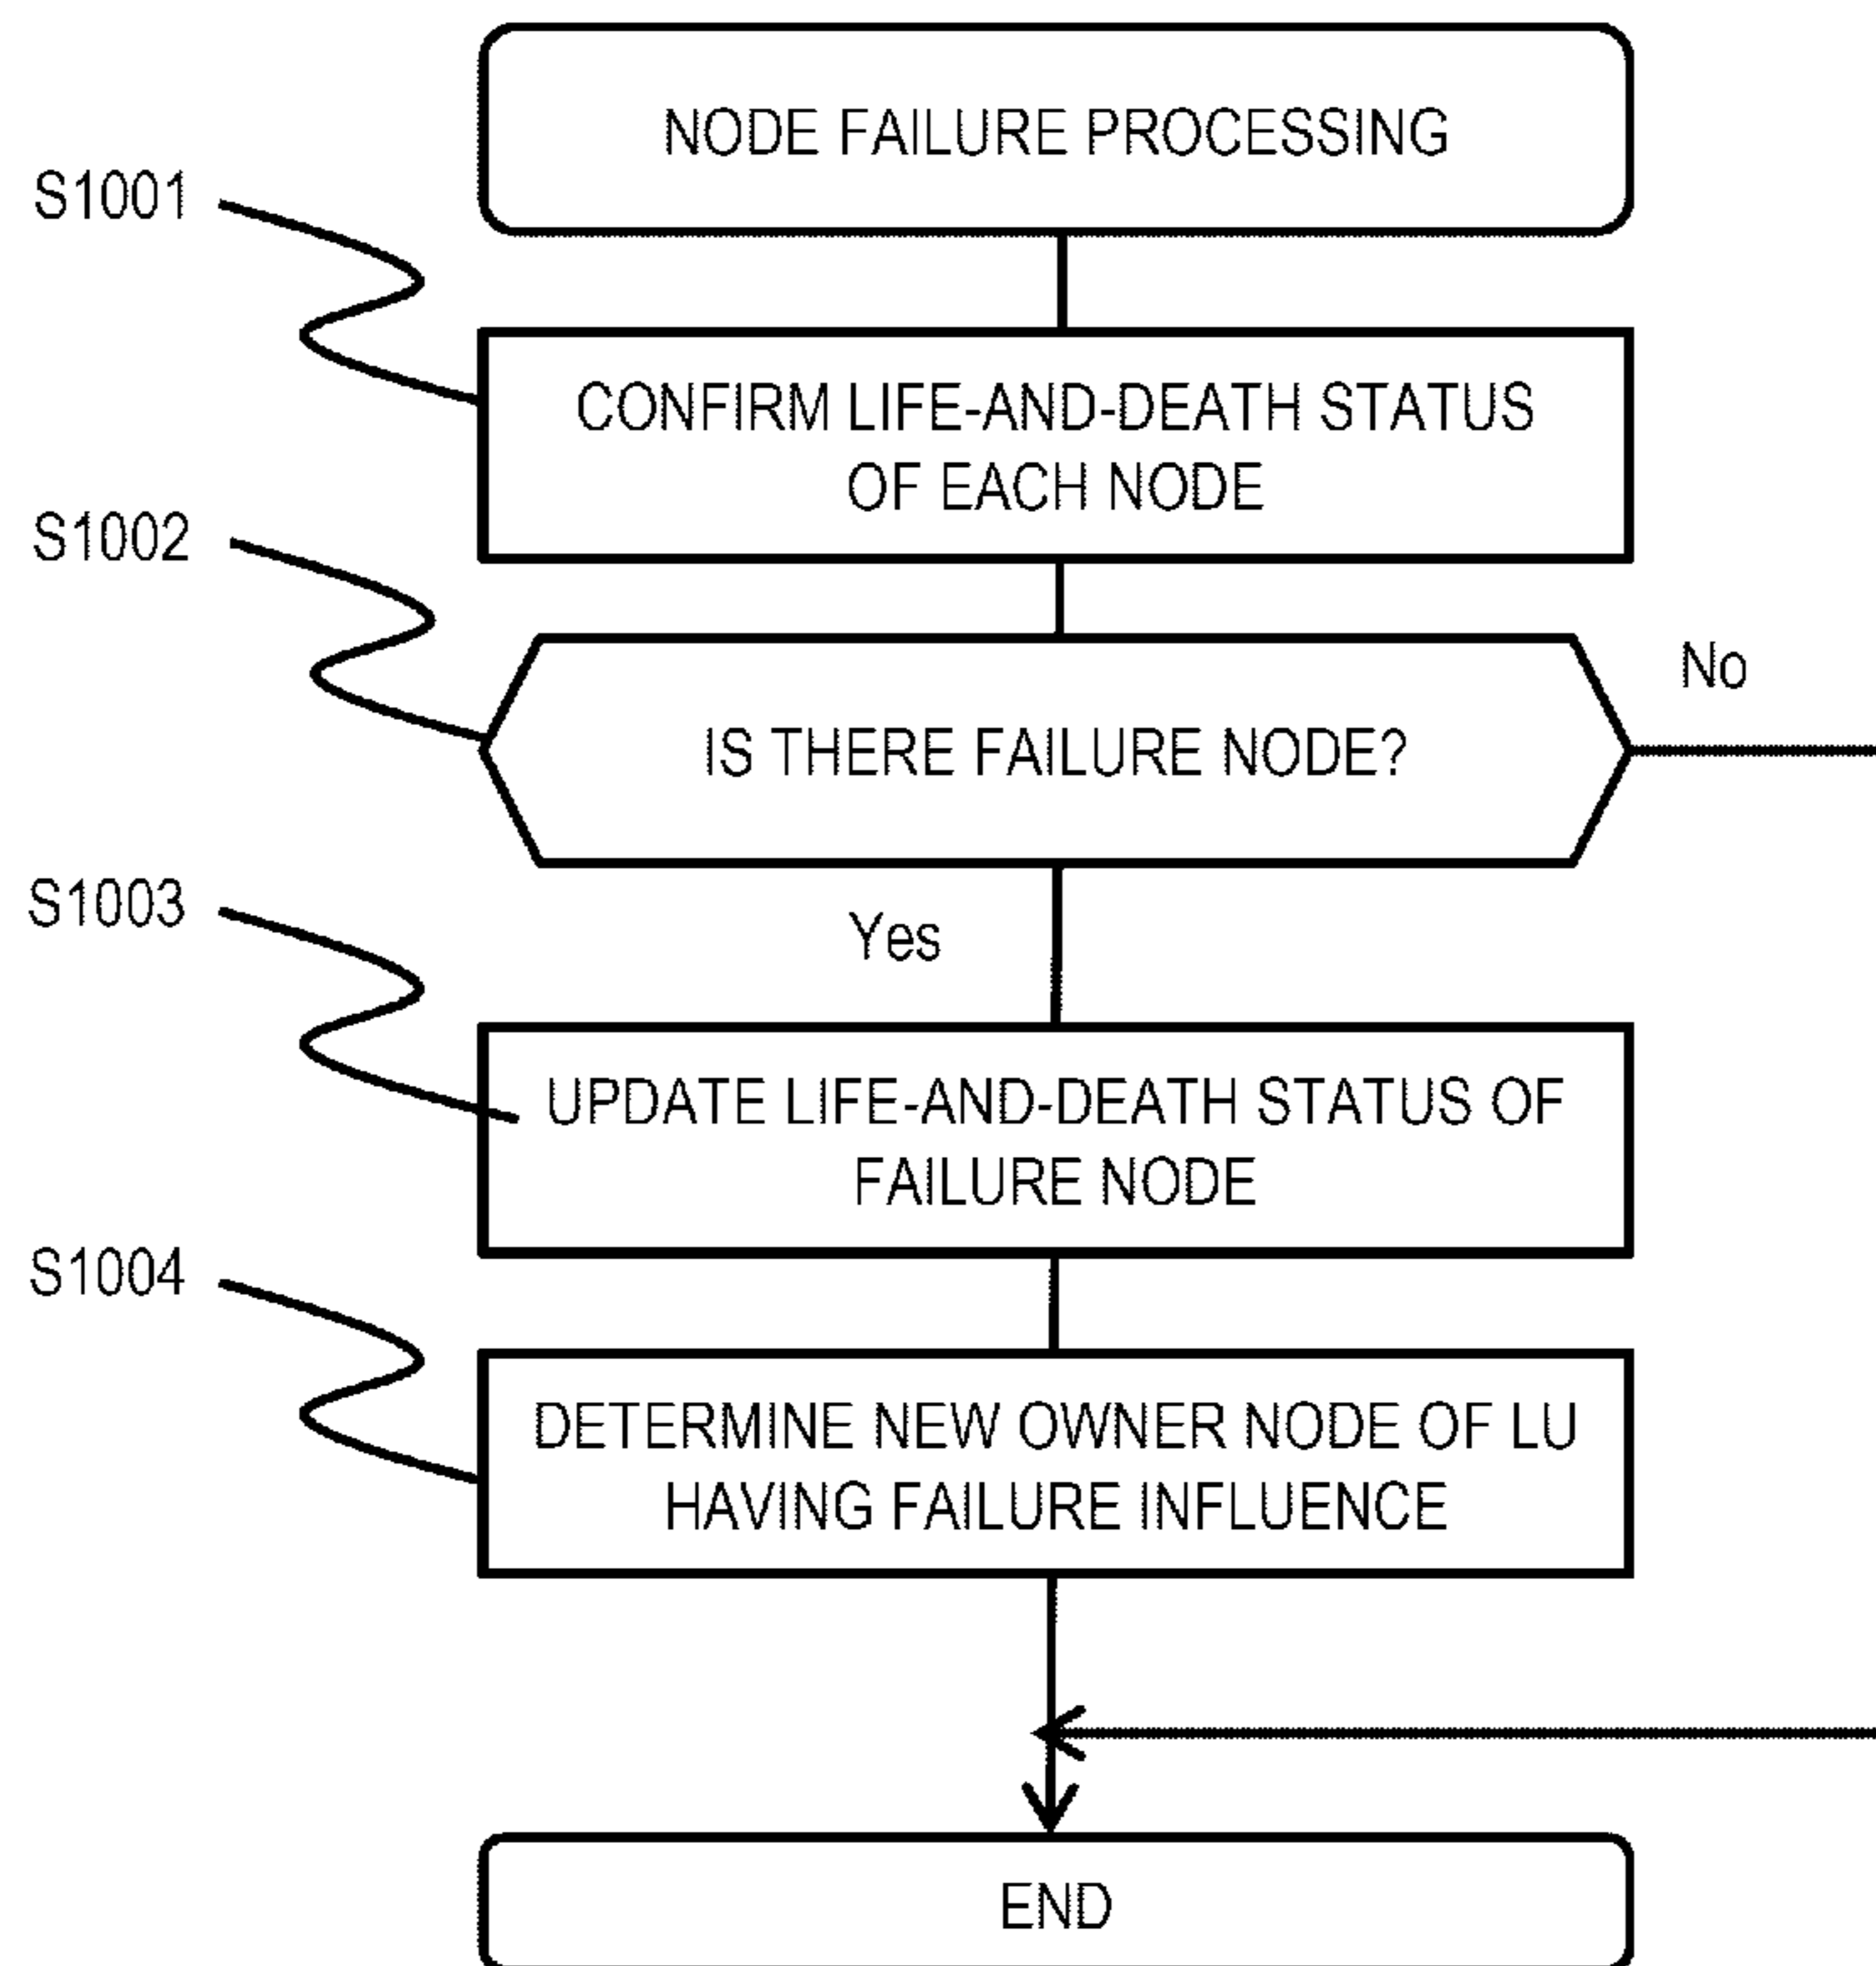 NODE FAILURE PROCESSING
S1001
CONFIRM LIFE-AND-DEATH STATUS
OF EACH NODE
S1002
No
IS THERE FAILURE NODE?
S1003
Yes
UPDATE LIFE-AND-DEATH STATUS OF
FAILURE NODE
S1004
DETERMINE NEW OWNER NODE OF LU
HAVING FAILURE INFLUENCE
END